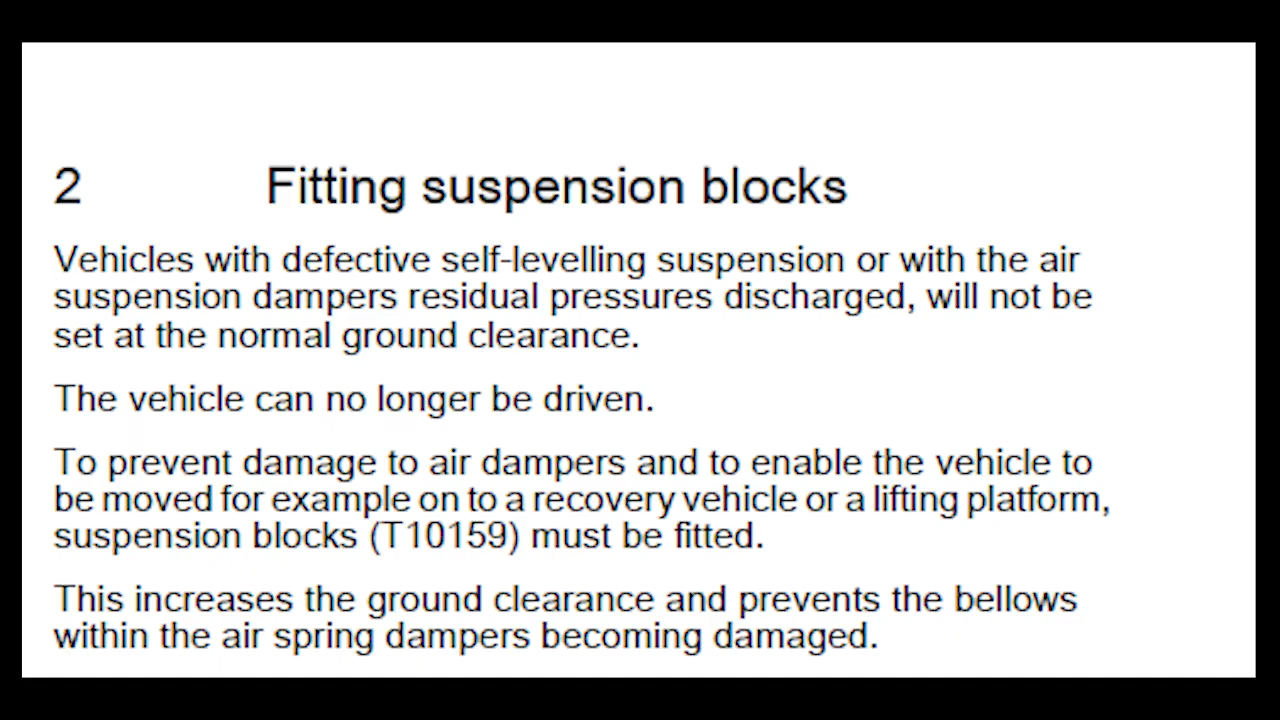 2 Fitting suspension blocks
Vehicles with defective self-levelling suspension or with the air
suspension dampers residual pressures discharged, will not be
set at the normal ground clearance.
The vehicle can no longer be driven.
To prevent damage to air dampers and to enable the vehicle to
be moved for example on to a recovery vehicle or a lifting platform,
suspension blocks (T10159) must be fitted.
This increases the ground clearance and prevents the bellows
within the air spring dampers becoming damaged.